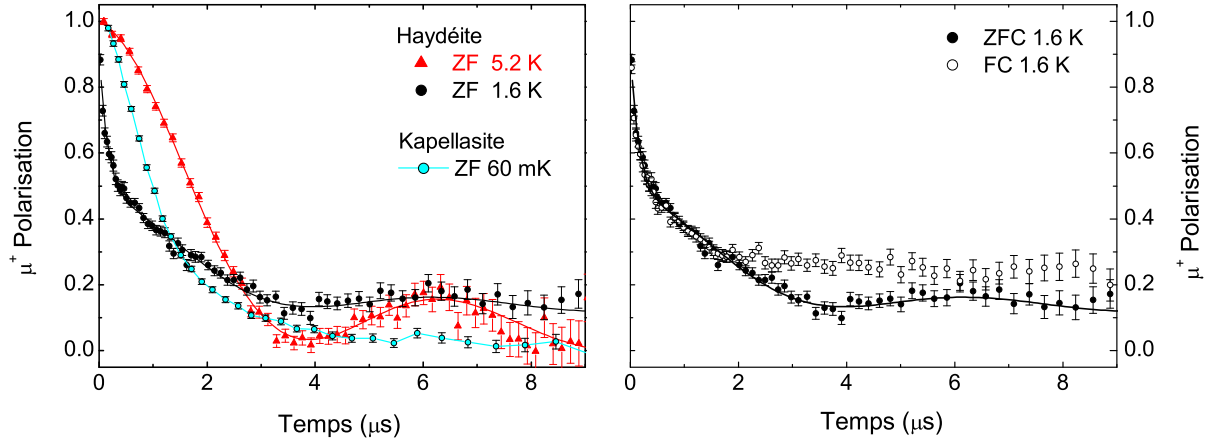 1.0
0.8
0.6
0.4
0.2
0.0
μ⁺ Polarisation
0 2 4 6 8
Temps (μs)
Haydéite
ZF 5.2 K
ZF 1.6 K
Kapellasite
ZF 60 mK
ZFC 1.6 K
FC 1.6 K
0 2 4 6 8
Temps (μs)
1.0
0.8
0.6
0.4
0.2
0.0
μ⁺ Polarisation